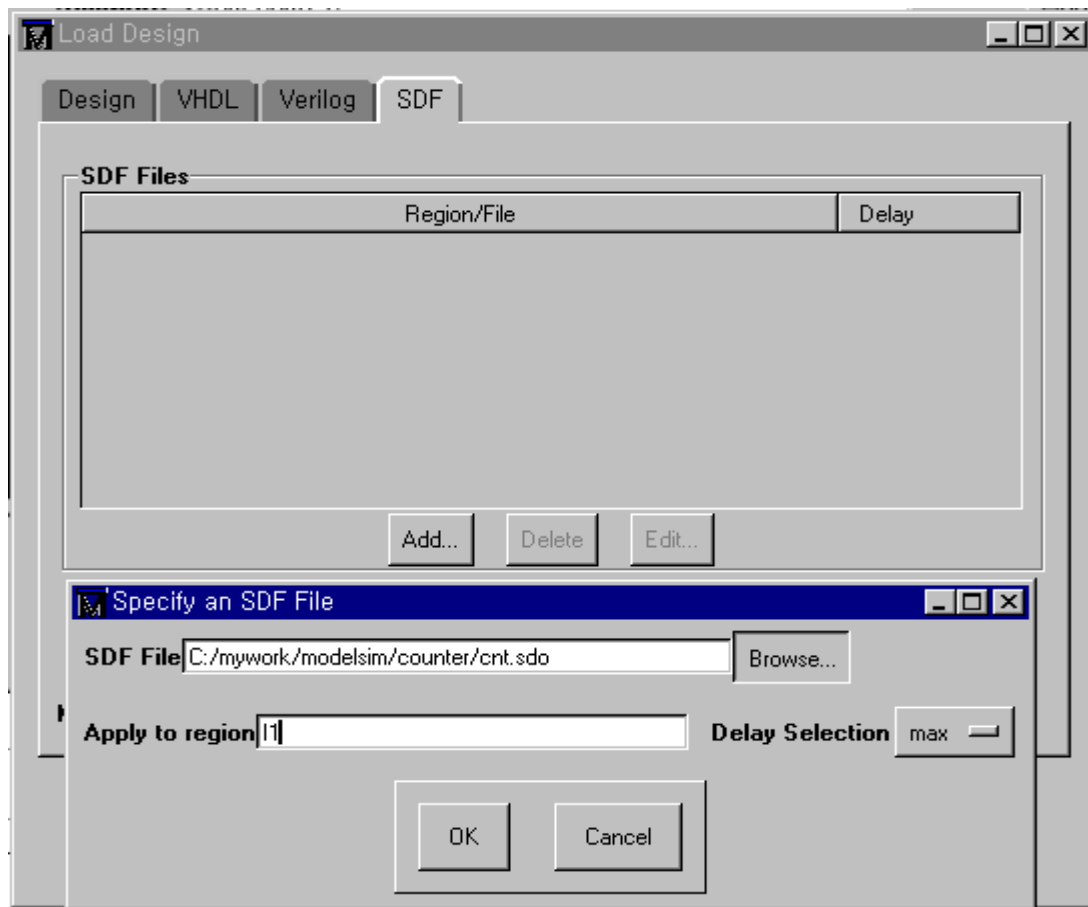 Load Design
Design VHDL Verilog SDF
SDF Files
Region/File Delay
Add... Delete Edit...
Specify an SDF File
SDF File C:/mywork/modelsim/counter/cnt.sdo Browse...
Apply to region I1 Delay Selection max
OK Cancel